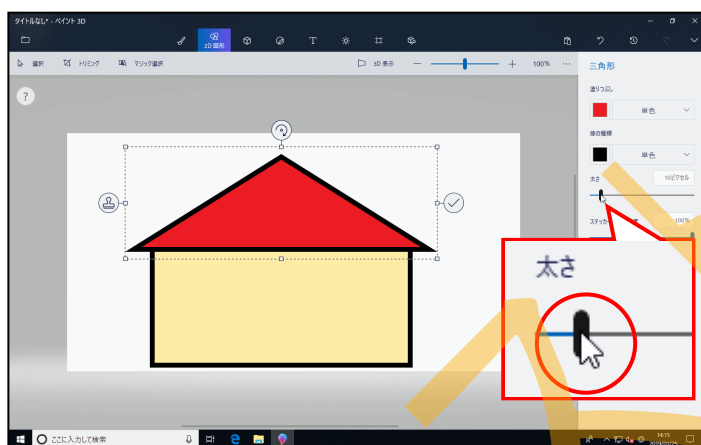 タイトルなし* - ペイント 3D
2D 図形
選択 トリミング マジック選択 3D 表示 100%
三角形
塗りつぶし
単色
線の種類
単色
太さ 10ピクセル
100%
太さ
ここに入力して検索
14:15